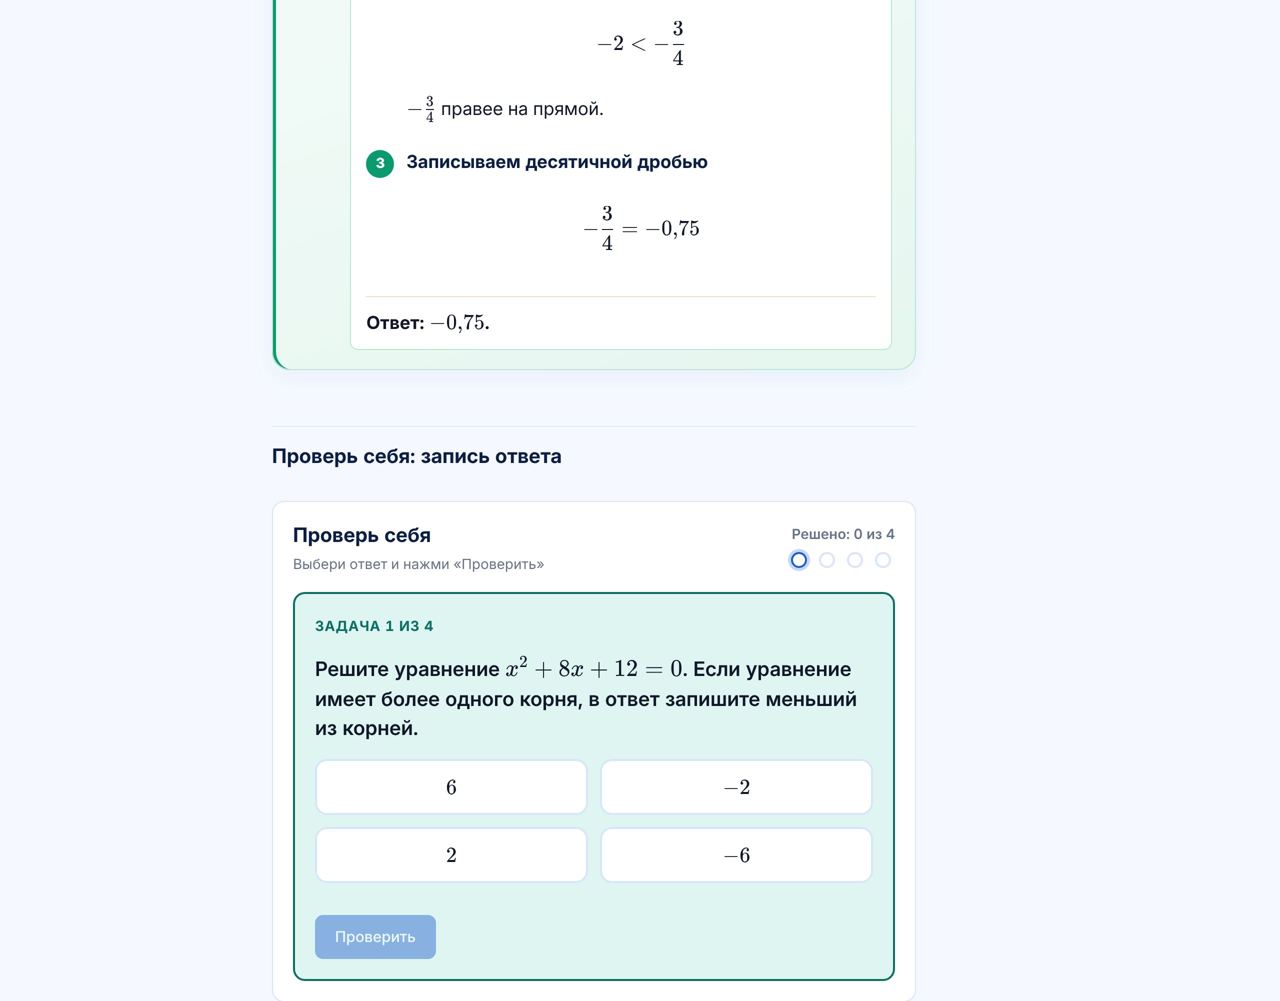 −2 < −3/4
−3/4 правее на прямой.
3 Записываем десятичной дробью
−3/4 = −0,75
Ответ: −0,75.
Проверь себя: запись ответа
Проверь себя
Решено: 0 из 4
Выбери ответ и нажми «Проверить»
ЗАДАЧА 1 ИЗ 4
Решите уравнение x² + 8x + 12 = 0. Если уравнение
имеет более одного корня, в ответ запишите меньший
из корней.
6
−2
2
−6
Проверить